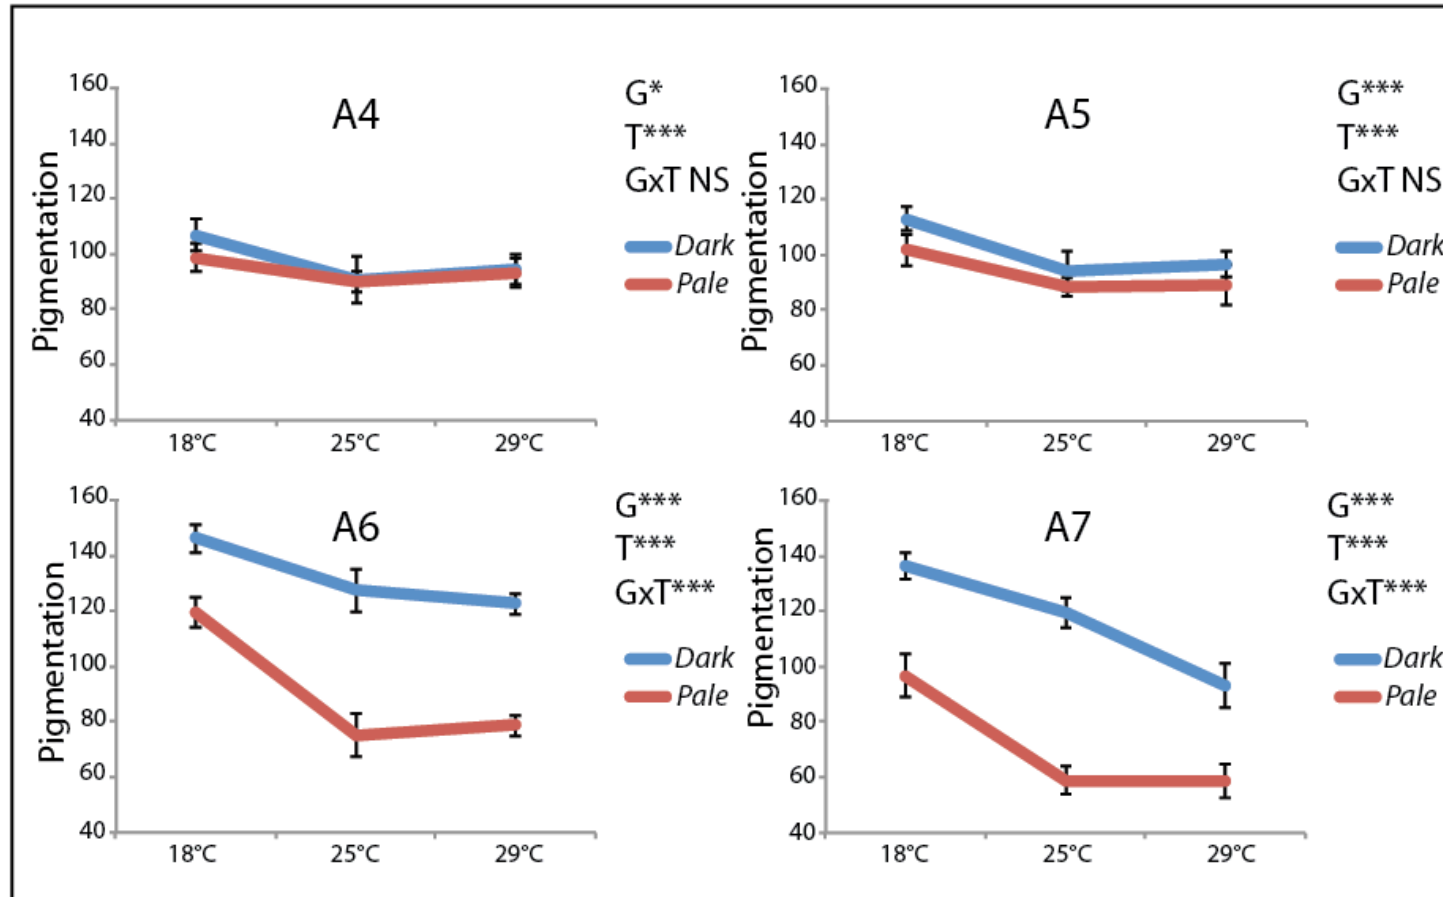 A4
G*
T***
GxT NS
Dark
Pale
Pigmentation
160
140
120
100
80
60
40
18°C
25°C
29°C
A5
G***
T***
GxT NS
Dark
Pale
Pigmentation
160
140
120
100
80
60
40
18°C
25°C
29°C
A6
G***
T***
GxT***
Dark
Pale
Pigmentation
160
140
120
100
80
60
40
18°C
25°C
29°C
A7
G***
T***
GxT***
Dark
Pale
Pigmentation
160
140
120
100
80
60
40
18°C
25°C
29°C